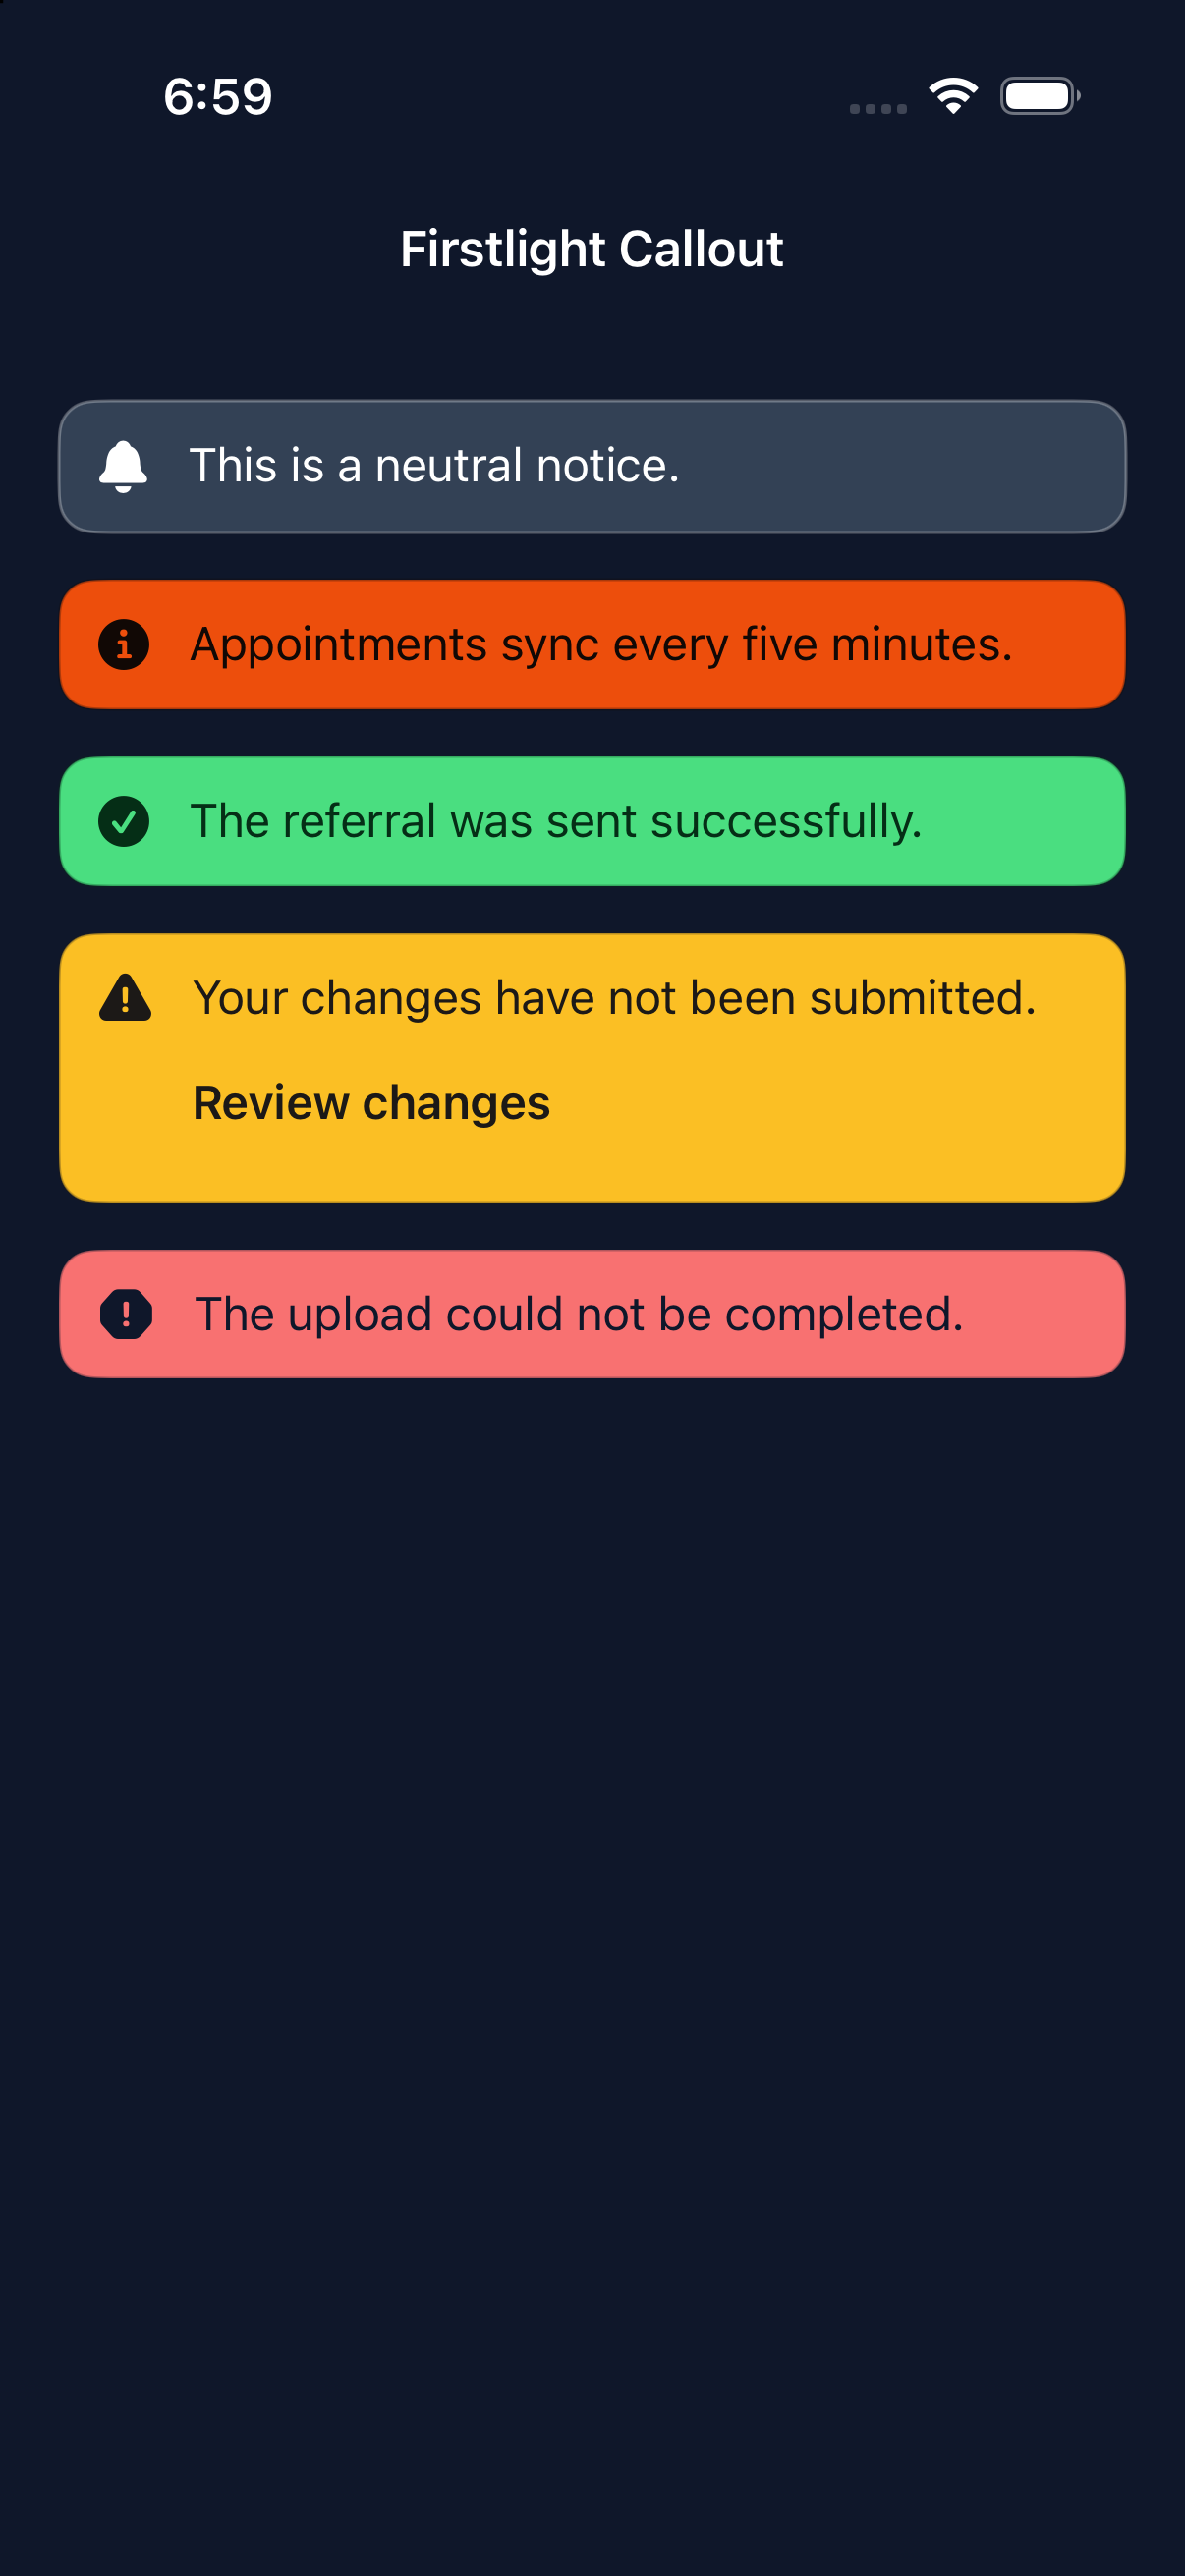 6:59
Firstlight Callout
This is a neutral notice.
Appointments sync every five minutes.
The referral was sent successfully.
Your changes have not been submitted.
Review changes
The upload could not be completed.